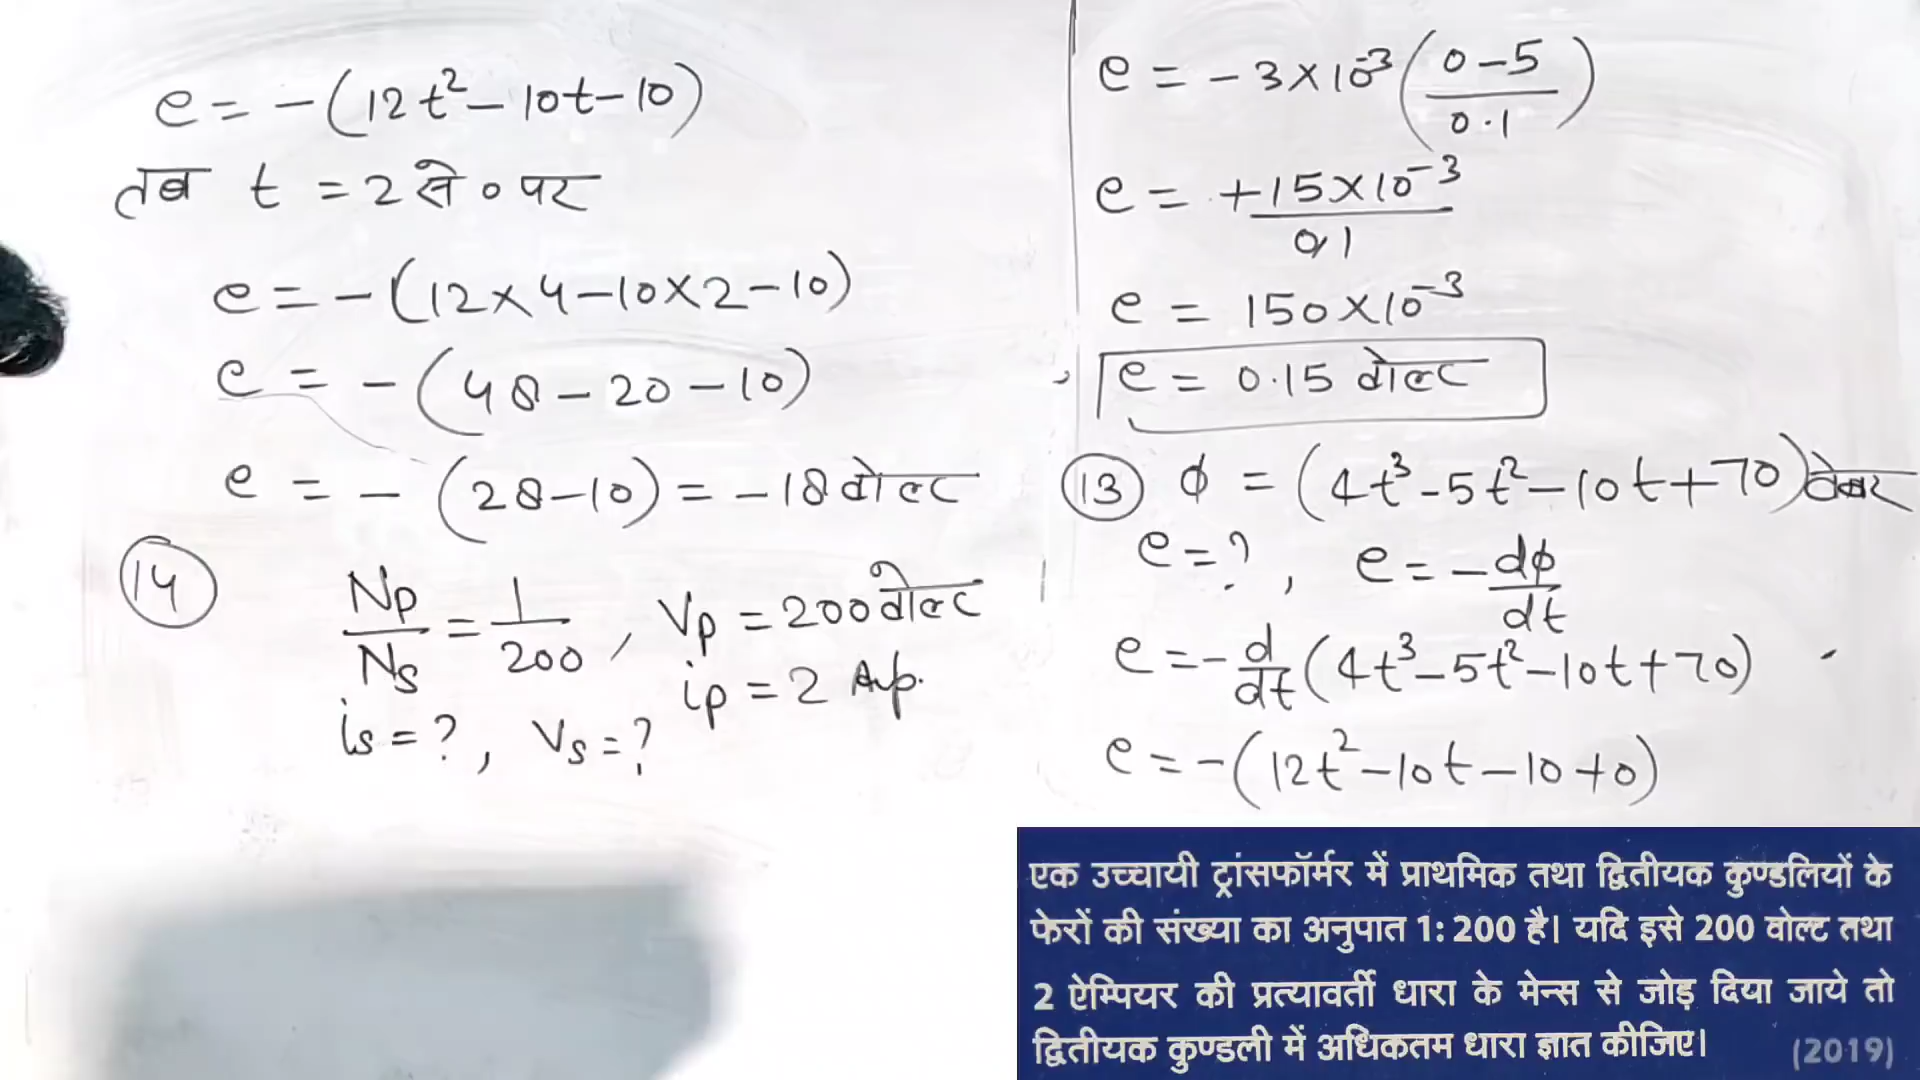 e = -(12t² - 10t - 10)
तब t = 2 से० पर
e = -(12×4-10×2-10)
e = -(48-20-10)
e = -(28-10) = -18 वोल्ट
(14) Np/Ns = 1/200, Vp = 200 वोल्ट
ip = 2 Amp.
is = ?, Vs = ?
e = -3×10⁻³ (0-5/0.1)
e = +15×10⁻³/0.1
e = 150×10⁻³
e = 0.15 वोल्ट
(13) ϕ = (4t³-5t²-10t+70) वेबर
e = ?, e = -dϕ/dt
e = -d/dt (4t³-5t²-10t+70)
e = -(12t²-10t-10+0)
एक उच्चायी ट्रांसफॉर्मर में प्राथमिक तथा द्वितीयक कुण्डलियों के
फेरों की संख्या का अनुपात 1: 200 है। यदि इसे 200 वोल्ट तथा
2 ऐम्पियर की प्रत्यावर्ती धारा के मेन्स से जोड़ दिया जाये तो
द्वितीयक कुण्डली में अधिकतम धारा ज्ञात कीजिए। (2019)